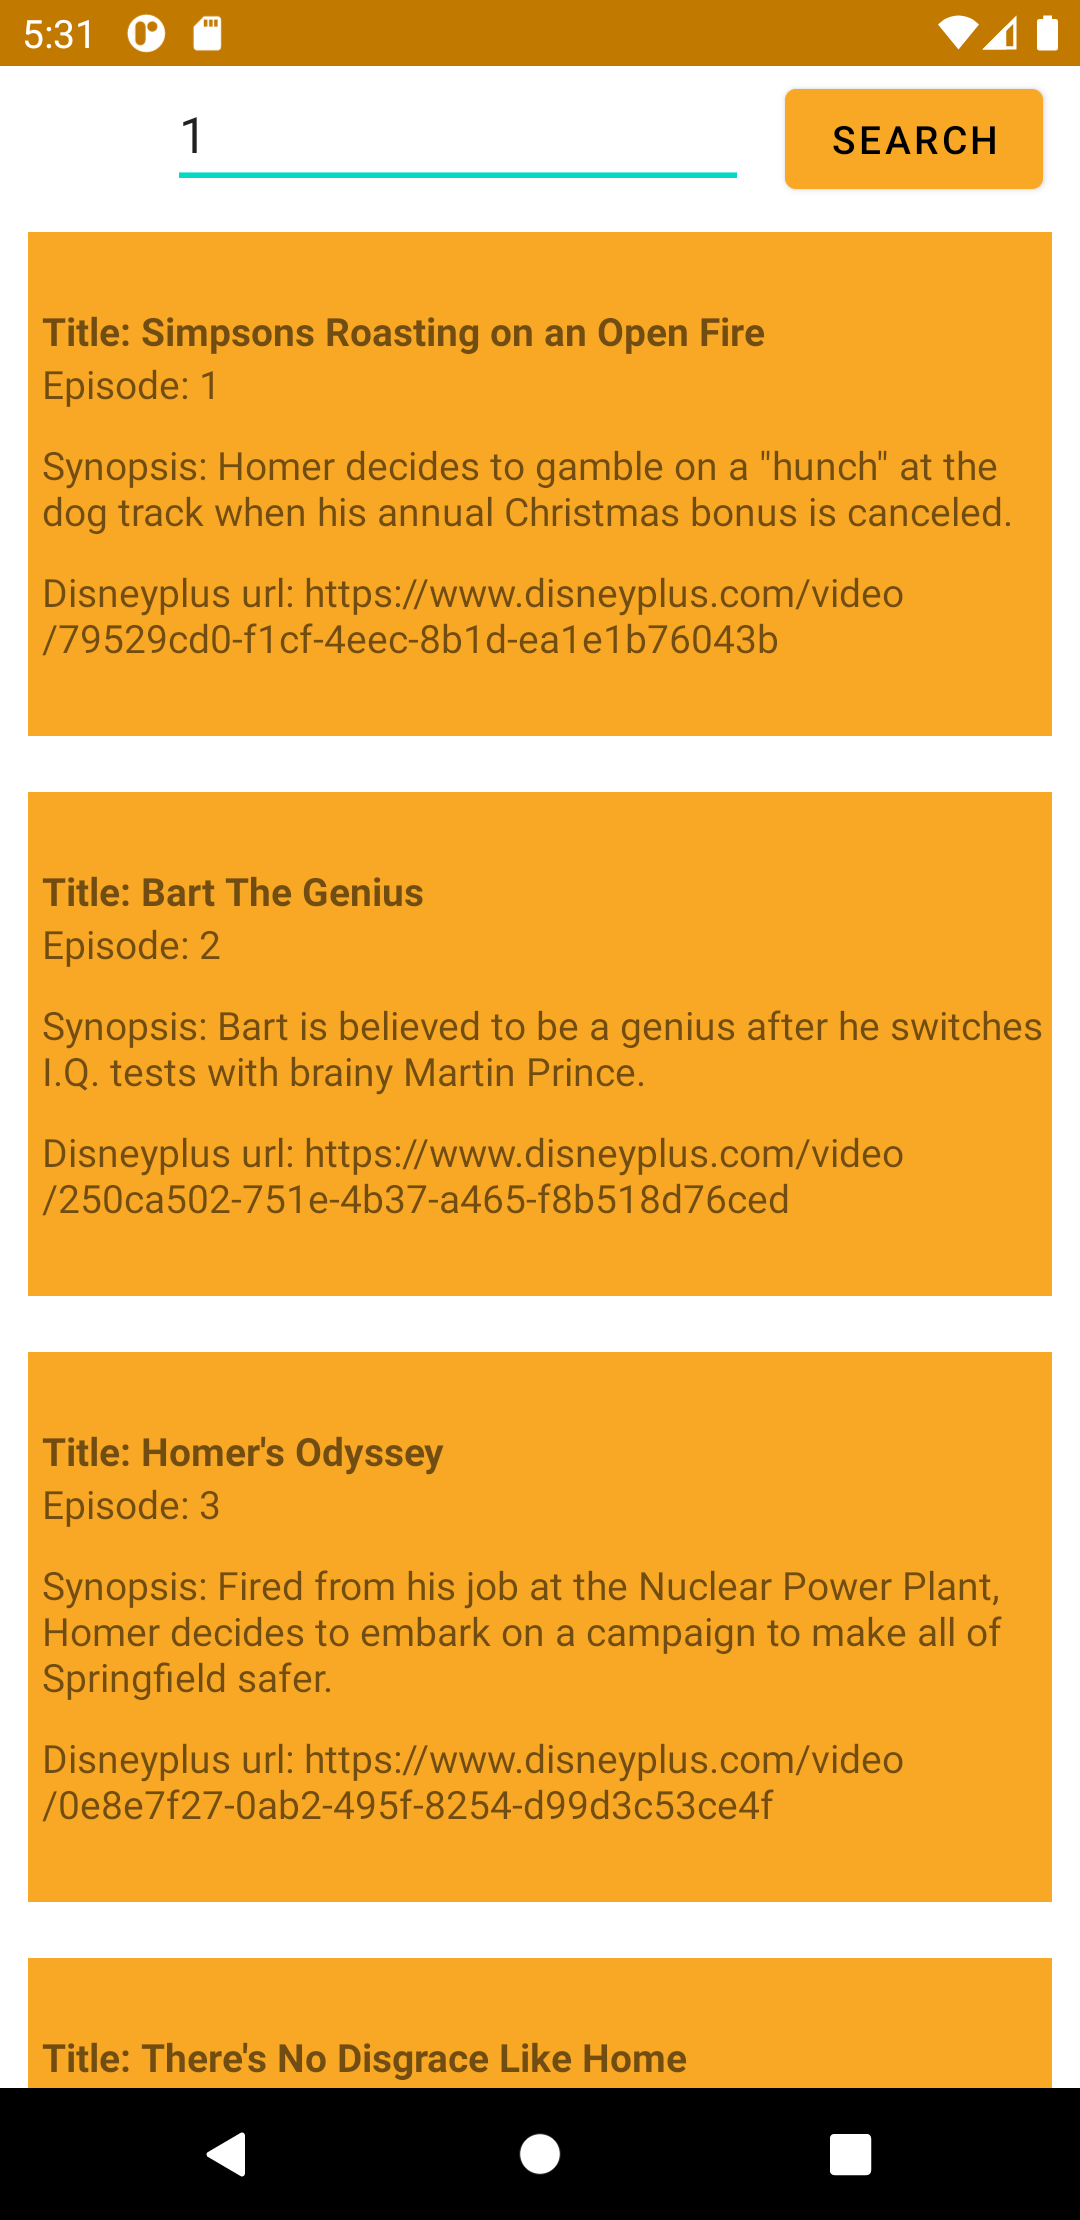 5:31
1
SEARCH
Title: Simpsons Roasting on an Open Fire
Episode: 1
Synopsis: Homer decides to gamble on a "hunch" at the
dog track when his annual Christmas bonus is canceled.
Disneyplus url: https://www.disneyplus.com/video
/79529cd0-f1cf-4eec-8b1d-ea1e1b76043b
Title: Bart The Genius
Episode: 2
Synopsis: Bart is believed to be a genius after he switches
I.Q. tests with brainy Martin Prince.
Disneyplus url: https://www.disneyplus.com/video
/250ca502-751e-4b37-a465-f8b518d76ced
Title: Homer's Odyssey
Episode: 3
Synopsis: Fired from his job at the Nuclear Power Plant,
Homer decides to embark on a campaign to make all of
Springfield safer.
Disneyplus url: https://www.disneyplus.com/video
/0e8e7f27-0ab2-495f-8254-d99d3c53ce4f
Title: There's No Disgrace Like Home